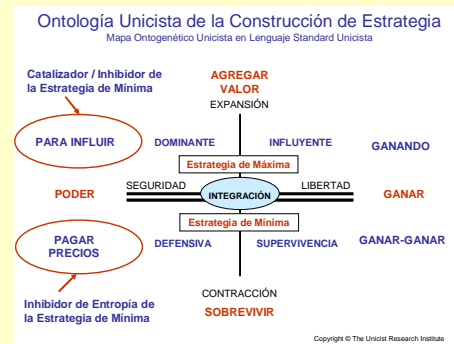 Ontología Unicista de la Construcción de Estrategia
Mapa Ontogenético Unicista en Lenguaje Standard Unicista
Catalizador / Inhibidor de
la Estrategia de Mínima
AGREGAR
VALOR
EXPANSIÓN
PARA INFLUIR
DOMINANTE
INFLUYENTE
GANANDO
Estrategia de Máxima
PODER
SEGURIDAD
INTEGRACIÓN
LIBERTAD
GANAR
Estrategia de Mínima
PAGAR
PRECIOS
DEFENSIVA
SUPERVIVENCIA
GANAR-GANAR
CONTRACCIÓN
SOBREVIVIR
Inhibidor de Entropía de
la Estrategia de Mínima
Copyright © The Unicist Research Institute